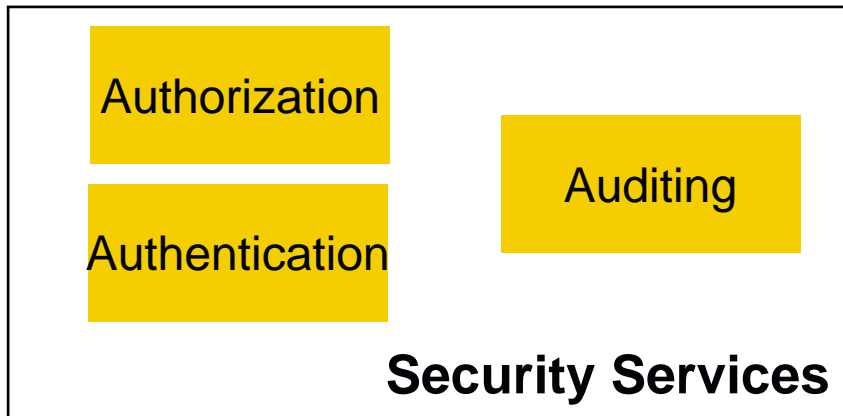 Authorization
Auditing
Authentication
Security Services